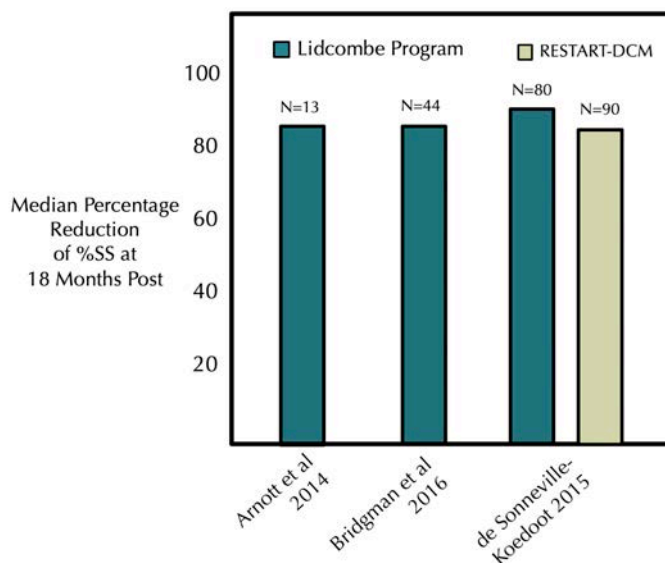 Lidcombe Program
RESTART-DCM
100
80
60
40
20
Median Percentage
Reduction
of %SS at
18 Months Post
N=13
N=44
N=80
N=90
Arnott et al
2014
Bridgman et al
2016
de Sonneville-
Koedoot 2015